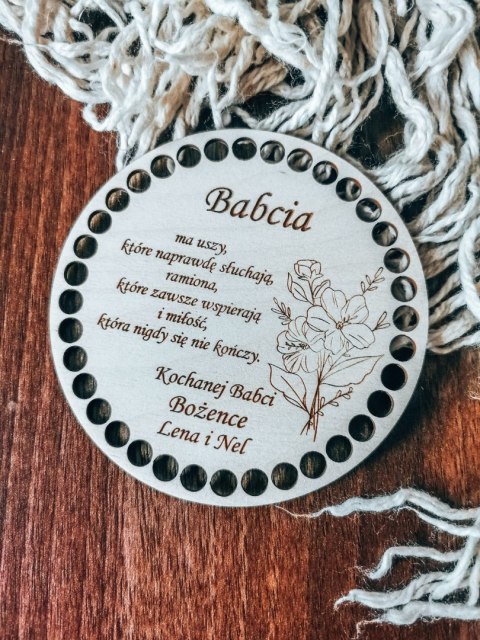 Babcia
ma uszy,
które naprawdę słuchają,
ramiona,
które zawsze wspierają
i miłość,
która nigdy się nie kończy.
Kochanej Babci
Bożence
Lena i Nel